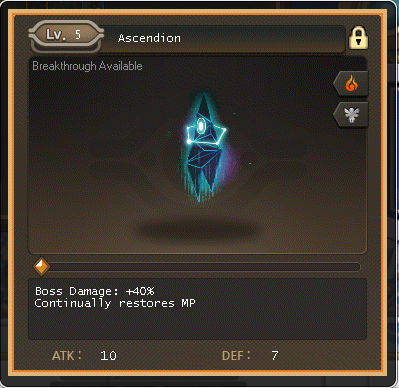 Lv. 5
Ascendion
Breakthrough Available
Boss Damage: +40%
Continually restores MP
ATK: 10 DEF: 7